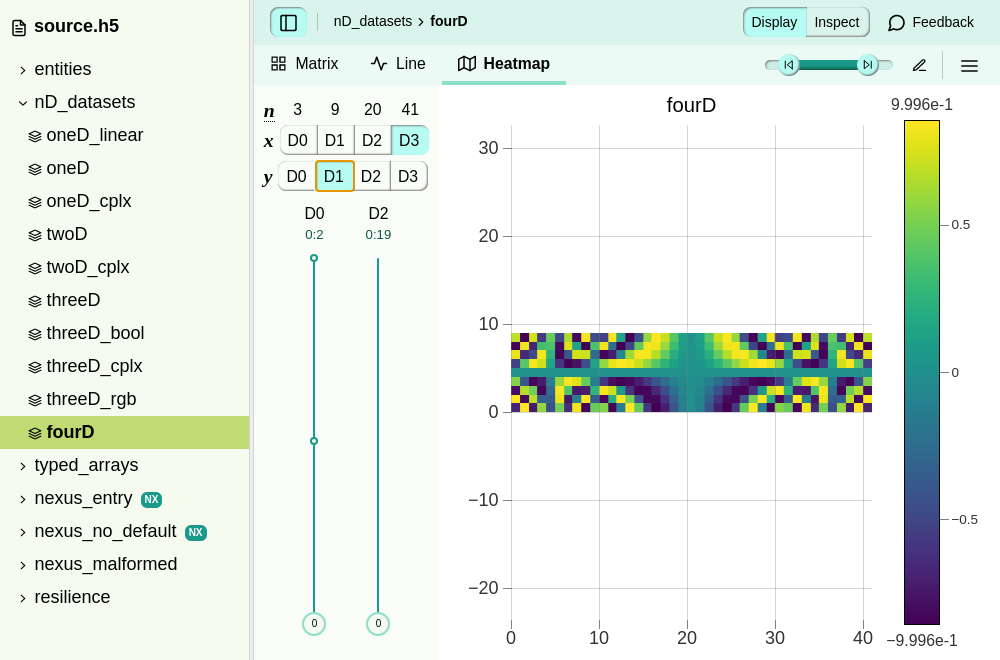 source.h5
entities
nD_datasets
oneD_linear
oneD
oneD_cplx
twoD
twoD_cplx
threeD
threeD_bool
threeD_cplx
threeD_rgb
fourD
typed_arrays
nexus_entry NX
nexus_no_default NX
nexus_malformed
resilience
nD_datasets › fourD
Display Inspect Feedback
Matrix Line Heatmap
n 3 9 20 41
x D0 D1 D2 D3
y D0 D1 D2 D3
D0 D2
0:2 0:19
0 0
fourD
30
20
10
0
−10
−20
0 10 20 30 40
9.996e-1
0.5
0
−0.5
−9.996e-1